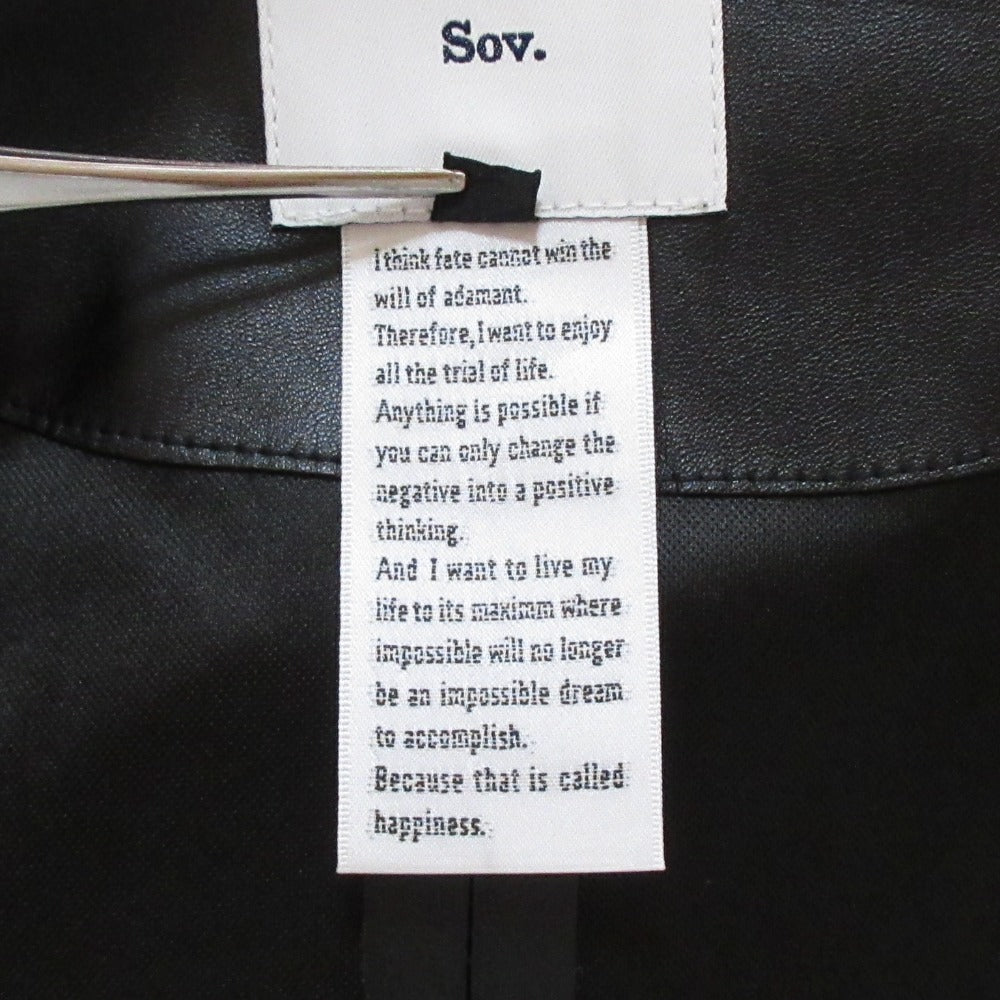 Sov.
I think fate cannot win the
will of adamant.
Therefore, I want to enjoy
all the trial of life.
Anything is possible if
you can only change the
negative into a positive
thinking.
And I want to live my
life to its maximm where
impossible will no longer
be an impossible dream
to accomplish.
Because that is called
happiness.